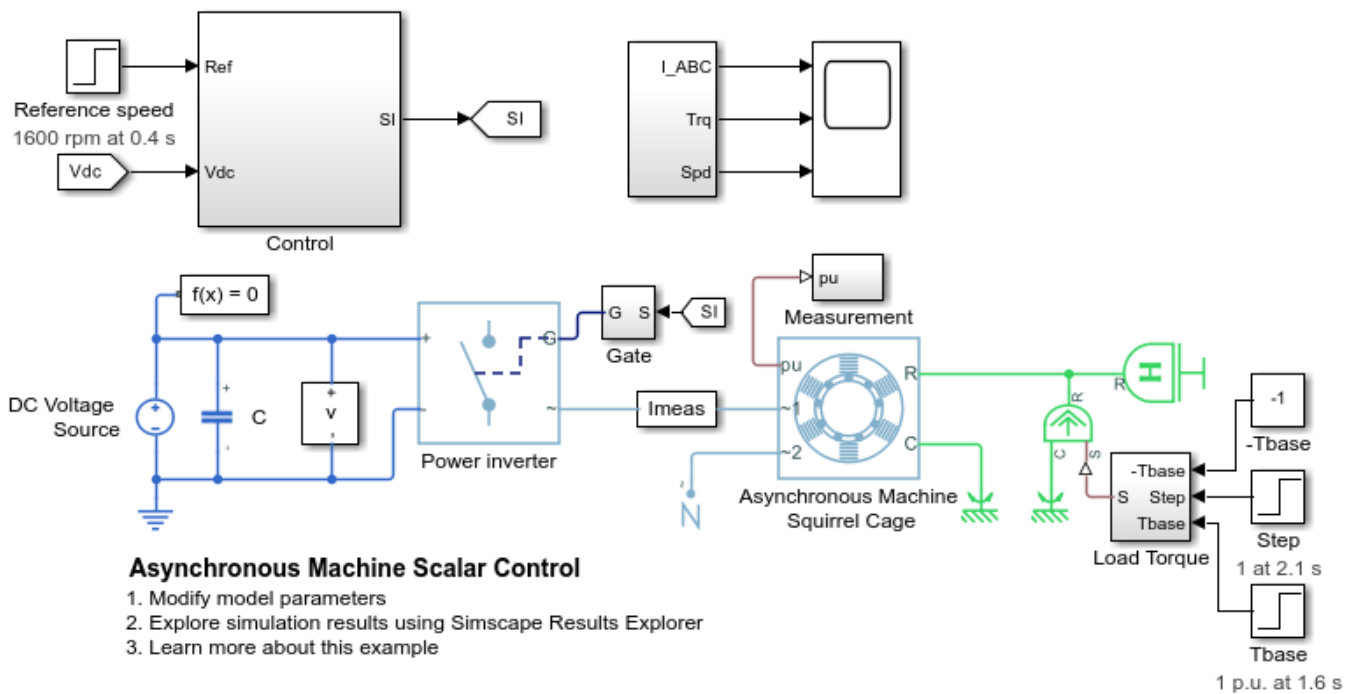 Ref
SI
Vdc
Control
Reference speed
1600 rpm at 0.4 s
Vdc
SI
I_ABC
Trq
Spd
f(x) = 0
DC Voltage
Source
+
-
+
-
C
+
v
-
+
-
G
~
Power inverter
G S
Gate
SI
Imeas
pu
Measurement
pu
~1
~2
R
C
Asynchronous Machine
Squirrel Cage
~
N
R
H
R
C
S
-Tbase
S Step
Tbase
Load Torque
-1
-Tbase
Step
1 at 2.1 s
Tbase
1 p.u. at 1.6 s
Asynchronous Machine Scalar Control
1. Modify model parameters
2. Explore simulation results using Simscape Results Explorer
3. Learn more about this example